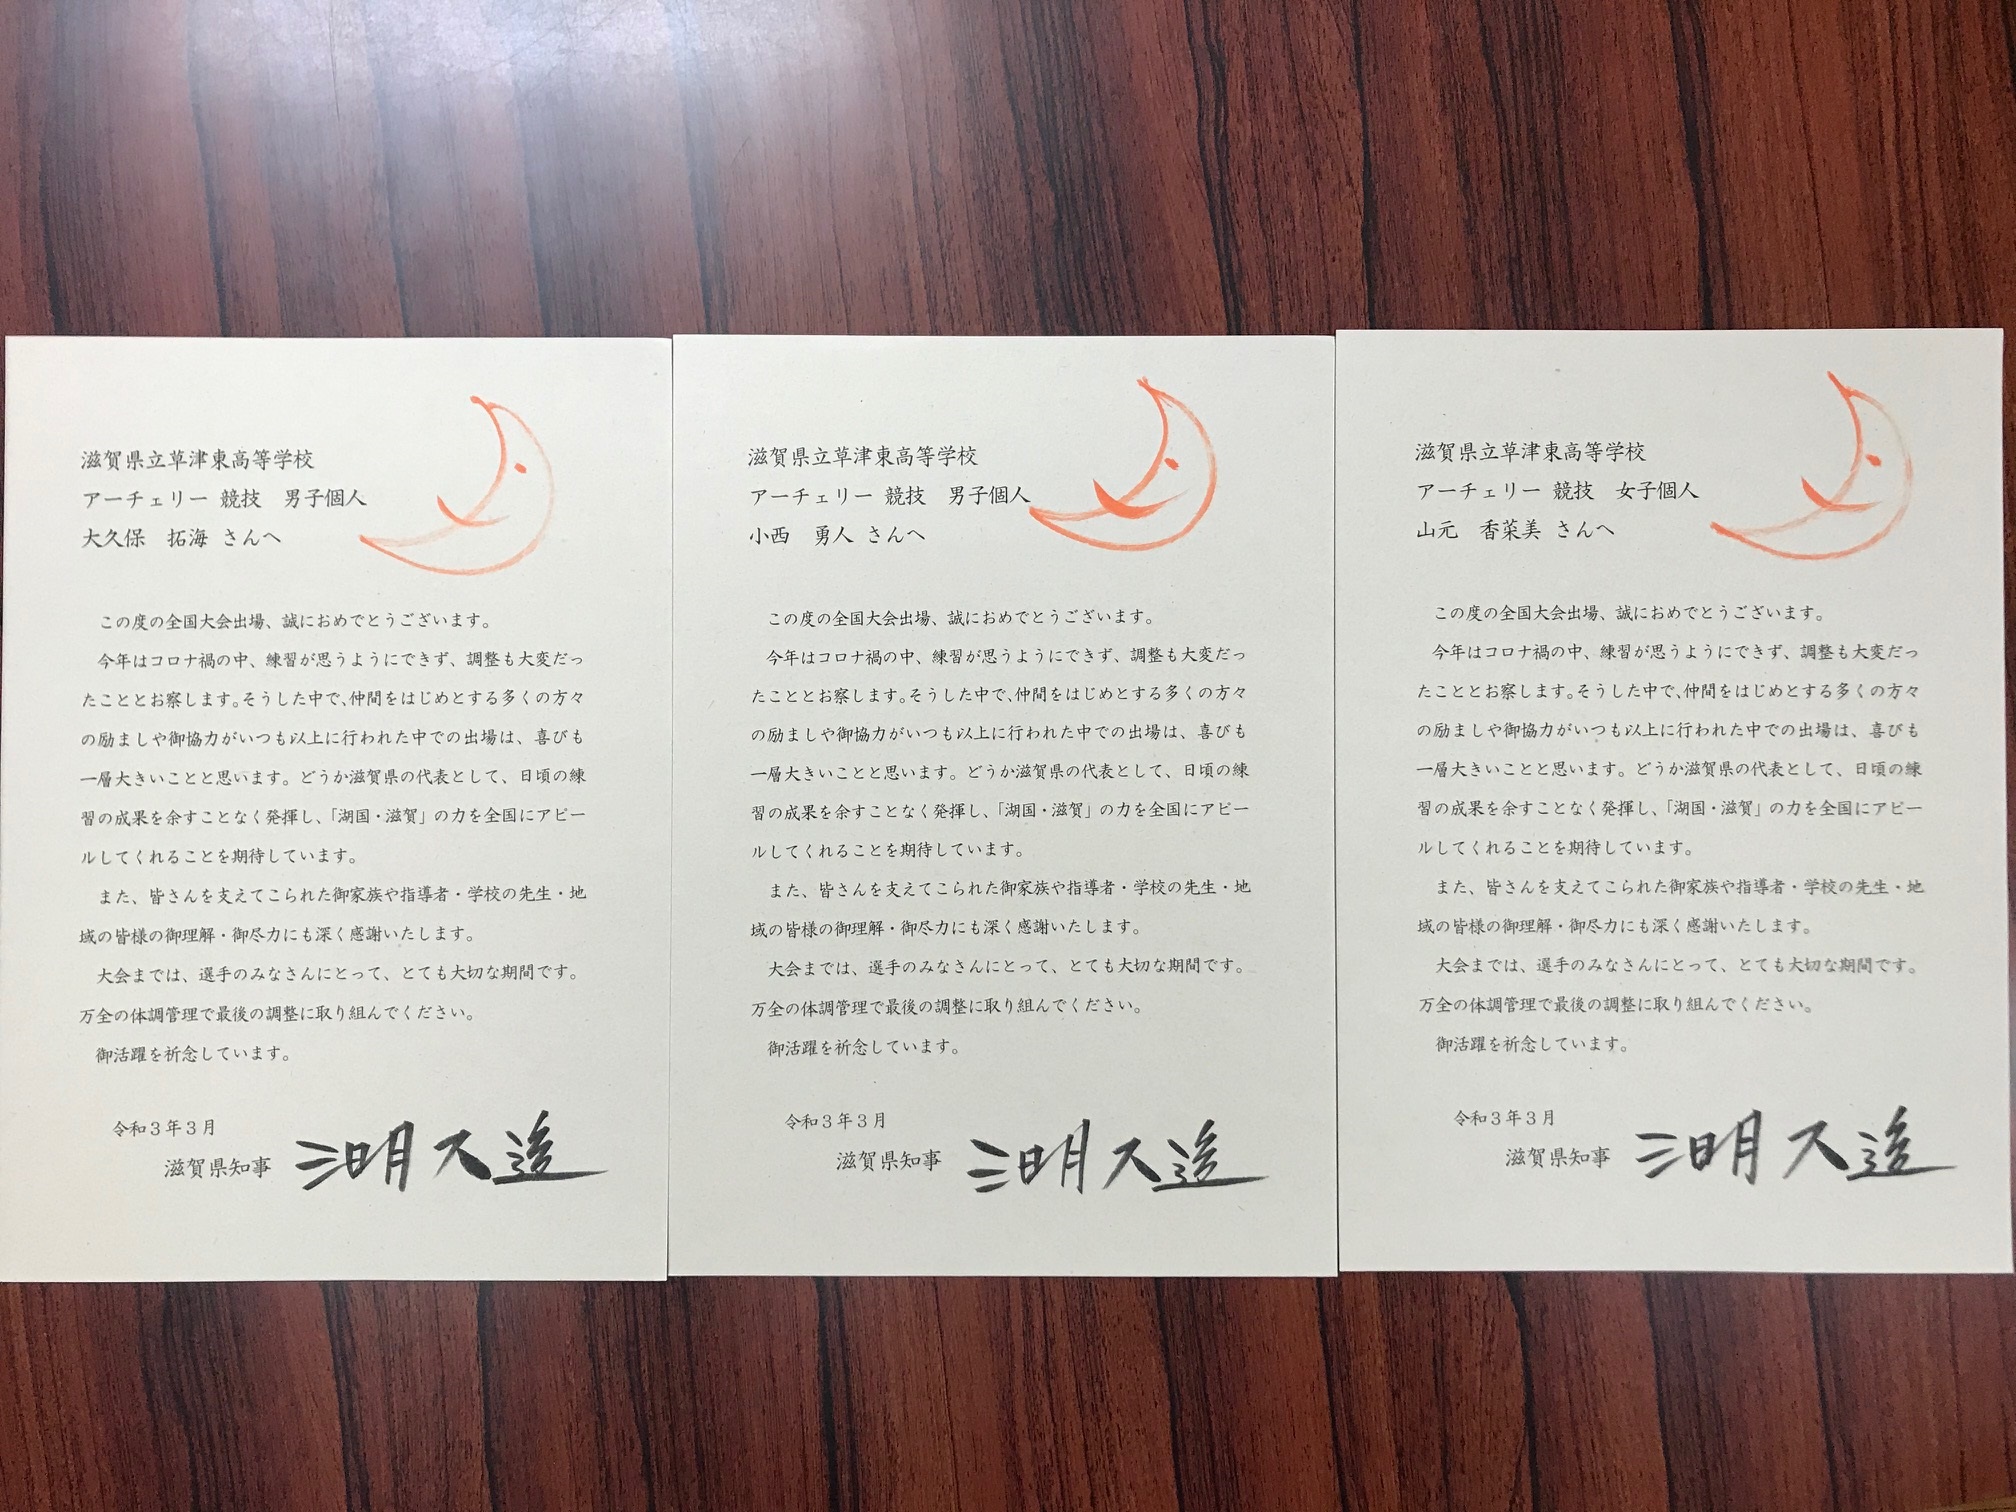 滋賀県立草津東高等学校
アーチェリー 競技　男子個人
大久保　拓海 さんへ
この度の全国大会出場、誠におめでとうございます。
今年はコロナ禍の中、練習が思うようにできず、調整も大変だっ
たこととお察します。そうした中で、仲間をはじめとする多くの方々
の励ましや御協力がいつも以上に行われた中での出場は、喜びも
一層大きいことと思います。どうか滋賀県の代表として、日頃の練
習の成果を余すことなく発揮し、「湖国・滋賀」の力を全国にアピー
ルしてくれることを期待しています。
また、皆さんを支えてこられた御家族や指導者・学校の先生・地
域の皆様の御理解・御尽力にも深く感謝いたします。
大会までは、選手のみなさんにとって、とても大切な期間です。
万全の体調管理で最後の調整に取り組んでください。
御活躍を祈念しています。
令和３年３月
滋賀県知事 三日月大造
滋賀県立草津東高等学校
アーチェリー 競技　男子個人
小西　勇人 さんへ
この度の全国大会出場、誠におめでとうございます。
今年はコロナ禍の中、練習が思うようにできず、調整も大変だっ
たこととお察します。そうした中で、仲間をはじめとする多くの方々
の励ましや御協力がいつも以上に行われた中での出場は、喜びも
一層大きいことと思います。どうか滋賀県の代表として、日頃の練
習の成果を余すことなく発揮し、「湖国・滋賀」の力を全国にアピー
ルしてくれることを期待しています。
また、皆さんを支えてこられた御家族や指導者・学校の先生・地
域の皆様の御理解・御尽力にも深く感謝いたします。
大会までは、選手のみなさんにとって、とても大切な期間です。
万全の体調管理で最後の調整に取り組んでください。
御活躍を祈念しています。
令和３年３月
滋賀県知事 三日月大造
滋賀県立草津東高等学校
アーチェリー 競技　女子個人
山元　香菜美 さんへ
この度の全国大会出場、誠におめでとうございます。
今年はコロナ禍の中、練習が思うようにできず、調整も大変だっ
たこととお察します。そうした中で、仲間をはじめとする多くの方々
の励ましや御協力がいつも以上に行われた中での出場は、喜びも
一層大きいことと思います。どうか滋賀県の代表として、日頃の練
習の成果を余すことなく発揮し、「湖国・滋賀」の力を全国にアピー
ルしてくれることを期待しています。
また、皆さんを支えてこられた御家族や指導者・学校の先生・地
域の皆様の御理解・御尽力にも深く感謝いたします。
大会までは、選手のみなさんにとって、とても大切な期間です。
万全の体調管理で最後の調整に取り組んでください。
御活躍を祈念しています。
令和３年３月
滋賀県知事 三日月大造